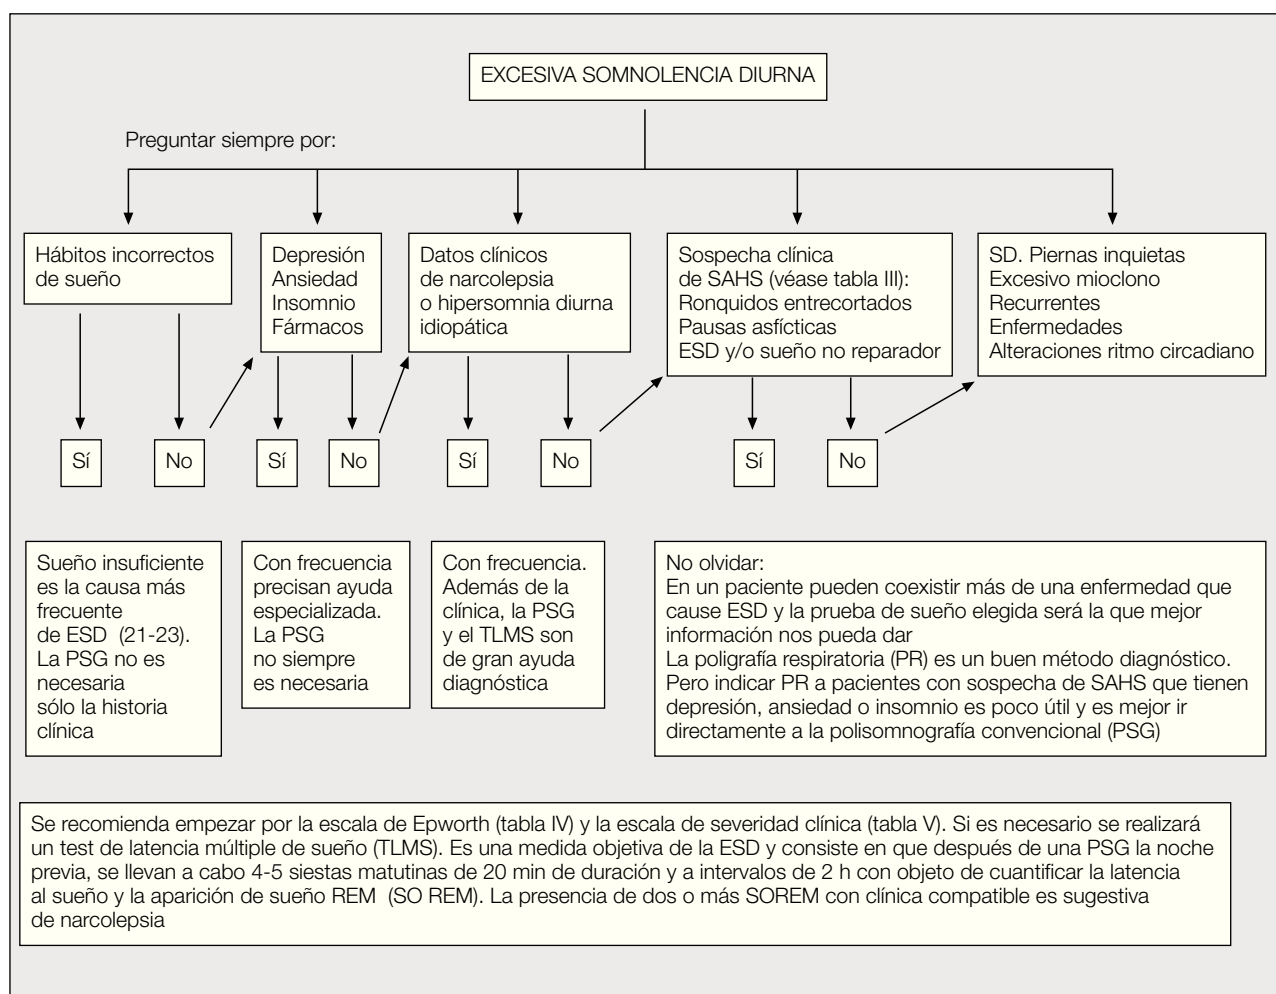 EXCESIVA SOMNOLENCIA DIURNA
Preguntar siempre por:
Hábitos incorrectos
de sueño
Depresión
Ansiedad
Insomnio
Fármacos
Datos clínicos
de narcolepsia
o hipersomnia diurna
idiopática
Sospecha clínica
de SAHS (véase tabla III):
Ronquidos entrecortados
Pausas asfícticas
ESD y/o sueño no reparador
SD. Piernas inquietas
Excesivo mioclono
Recurrentes
Enfermedades
Alteraciones ritmo circadiano
Sí
No
Sí
No
Sí
No
Sí
No
Sueño insuficiente
es la causa más
frecuente
de ESD (21-23).
La PSG no es
necesaria
sólo la historia
clínica
Con frecuencia
precisan ayuda
especializada.
La PSG
no siempre
es necesaria
Con frecuencia.
Además de la
clínica, la PSG
y el TLMS son
de gran ayuda
diagnóstica
No olvidar:
En un paciente pueden coexistir más de una enfermedad que
cause ESD y la prueba de sueño elegida será la que mejor
información nos pueda dar
La poligrafía respiratoria (PR) es un buen método diagnóstico.
Pero indicar PR a pacientes con sospecha de SAHS que tienen
depresión, ansiedad o insomnio es poco útil y es mejor ir
directamente a la polisomnografía convencional (PSG)
Se recomienda empezar por la escala de Epworth (tabla IV) y la escala de severidad clínica (tabla V). Si es necesario se realizará
un test de latencia múltiple de sueño (TLMS). Es una medida objetiva de la ESD y consiste en que después de una PSG la noche
previa, se llevan a cabo 4-5 siestas matutinas de 20 min de duración y a intervalos de 2 h con objeto de cuantificar la latencia
al sueño y la aparición de sueño REM (SO REM). La presencia de dos o más SOREM con clínica compatible es sugestiva
de narcolepsia